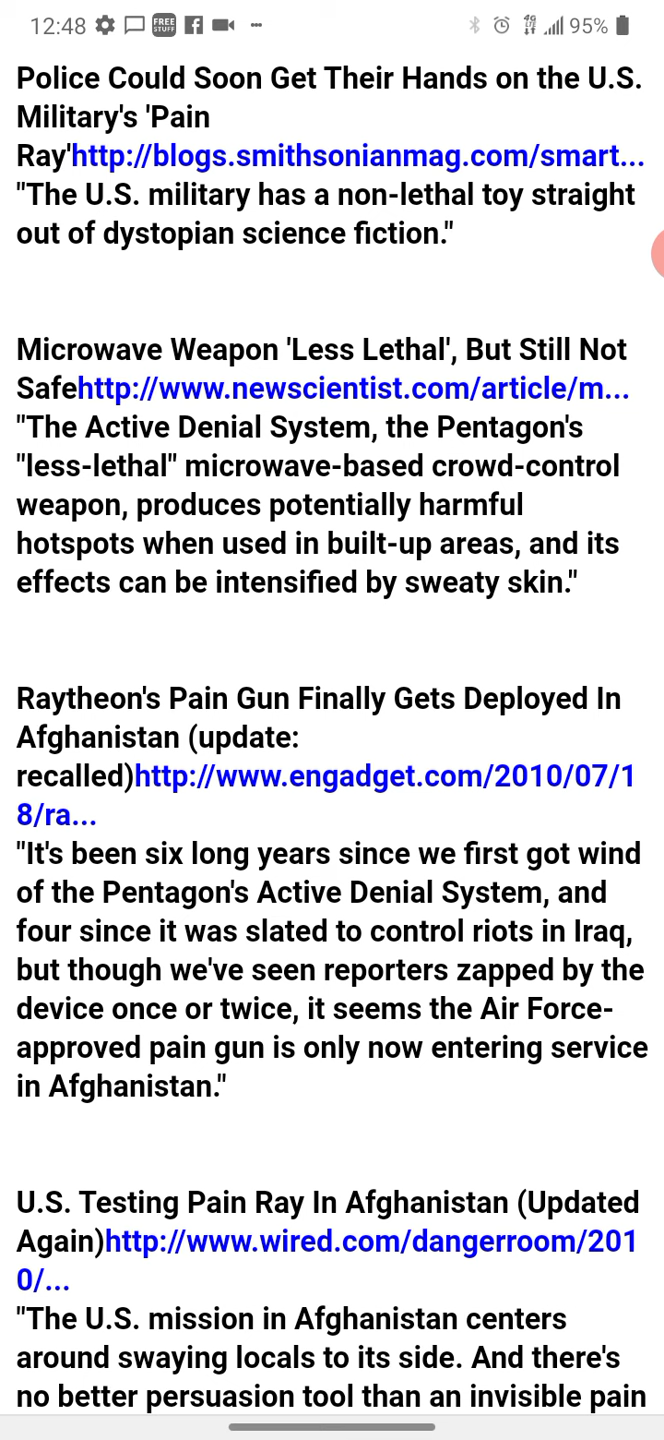 12:48
FREE STUFF
95%
Police Could Soon Get Their Hands on the U.S.
Military's 'Pain
Ray'http://blogs.smithsonianmag.com/smart...
"The U.S. military has a non-lethal toy straight
out of dystopian science fiction."
Microwave Weapon 'Less Lethal', But Still Not
Safehttp://www.newscientist.com/article/m...
"The Active Denial System, the Pentagon's
"less-lethal" microwave-based crowd-control
weapon, produces potentially harmful
hotspots when used in built-up areas, and its
effects can be intensified by sweaty skin."
Raytheon's Pain Gun Finally Gets Deployed In
Afghanistan (update:
recalled)http://www.engadget.com/2010/07/1
8/ra...
"It's been six long years since we first got wind
of the Pentagon's Active Denial System, and
four since it was slated to control riots in Iraq,
but though we've seen reporters zapped by the
device once or twice, it seems the Air Force-
approved pain gun is only now entering service
in Afghanistan."
U.S. Testing Pain Ray In Afghanistan (Updated
Again)http://www.wired.com/dangerroom/201
0/...
"The U.S. mission in Afghanistan centers
around swaying locals to its side. And there's
no better persuasion tool than an invisible pain